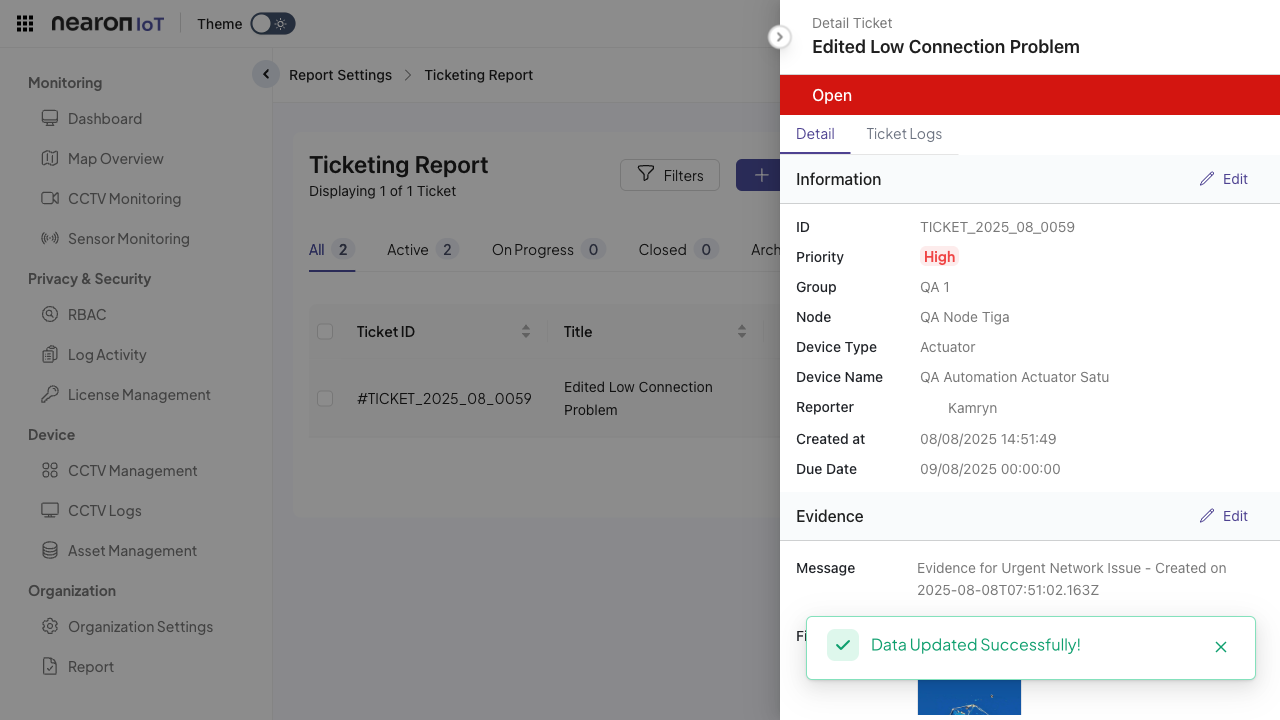 nearonIoT
Theme
Monitoring
Dashboard
Map Overview
CCTV Monitoring
Sensor Monitoring
Privacy & Security
RBAC
Log Activity
License Management
Device
CCTV Management
CCTV Logs
Asset Management
Organization
Organization Settings
Report
Report Settings
Ticketing Report
Ticketing Report
Displaying 1 of 1 Ticket
Filters
All 2
Active 2
On Progress 0
Closed 0
Arch
Ticket ID
Title
#TICKET_2025_08_0059
Edited Low Connection
Problem
Detail Ticket
Edited Low Connection Problem
Open
Detail
Ticket Logs
Information
Edit
ID TICKET_2025_08_0059
Priority High
Group QA 1
Node QA Node Tiga
Device Type Actuator
Device Name QA Automation Actuator Satu
Reporter Kamryn
Created at 08/08/2025 14:51:49
Due Date 09/08/2025 00:00:00
Evidence
Edit
Message Evidence for Urgent Network Issue - Created on
2025-08-08T07:51:02.163Z
Fi
Data Updated Successfully!